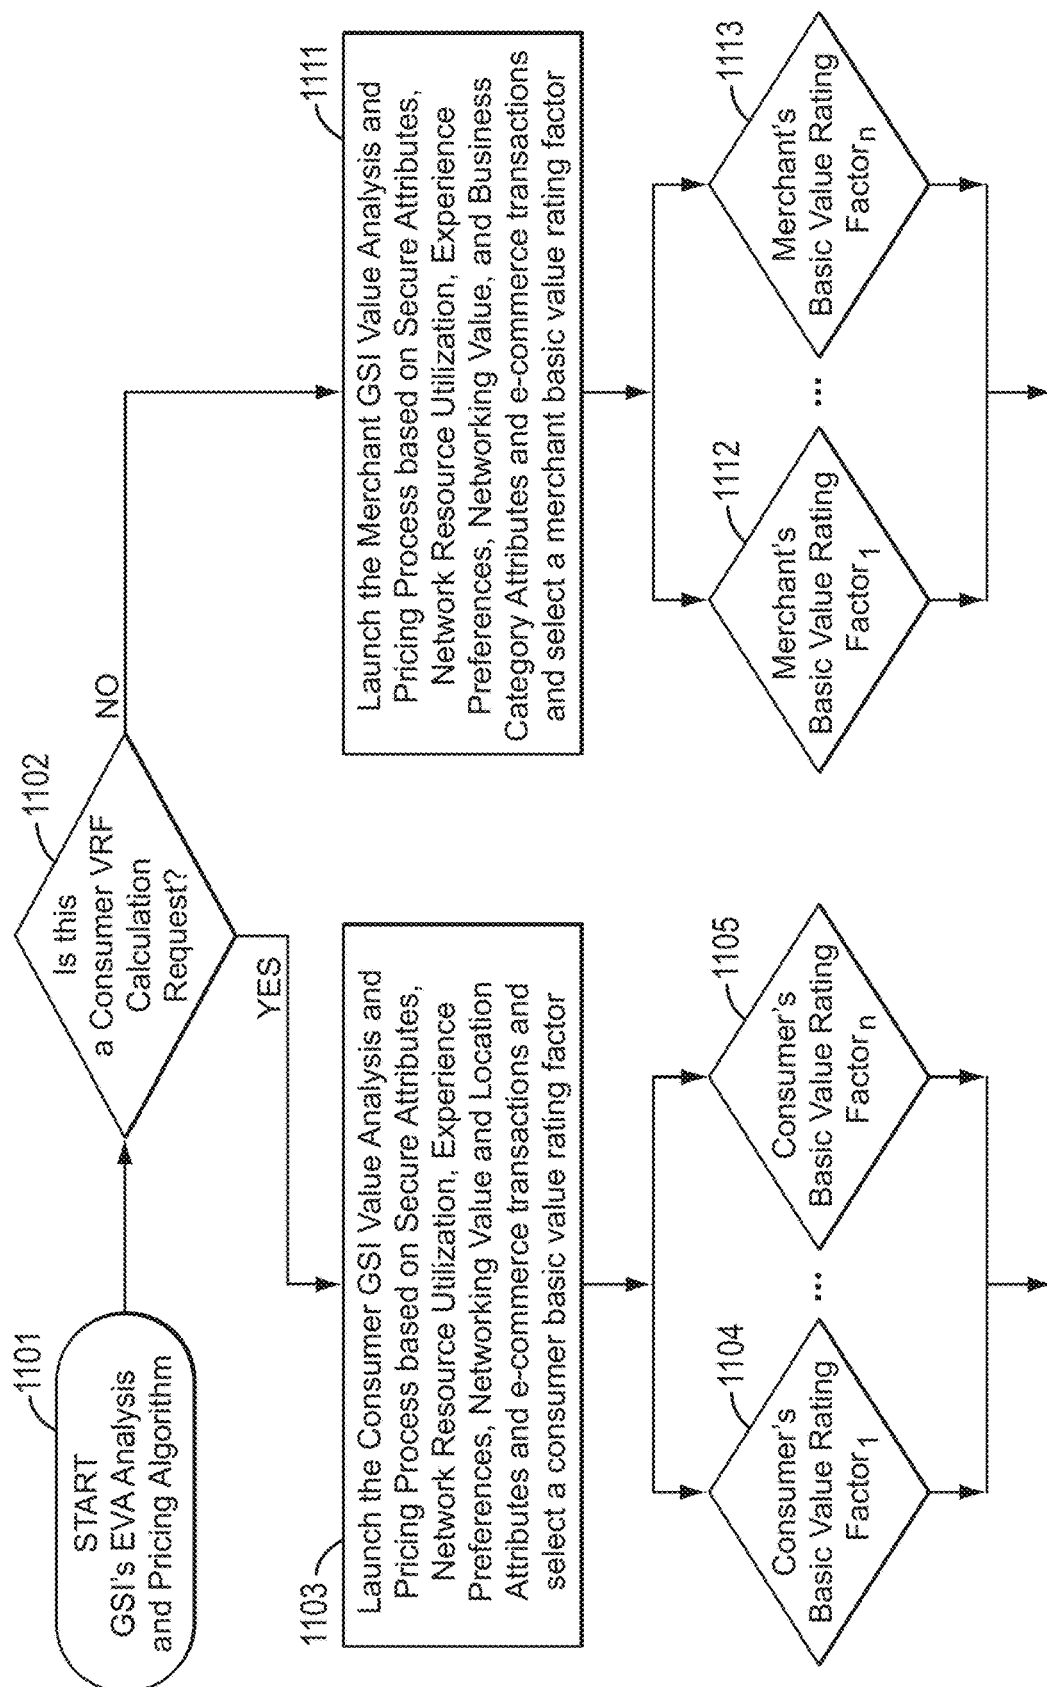 1101
START
GSI's EVA Analysis
and Pricing Algorithm
1102
Is this
a Consumer VRF
Calculation
Request?
YES
NO
1103
Launch the Consumer GSI Value Analysis and
Pricing Process based on Secure Attributes,
Network Resource Utilization, Experience
Preferences, Networking Value and Location
Attributes and e-commerce transactions and
select a consumer basic value rating factor
1104
Consumer's
Basic Value Rating
Factor1
...
1105
Consumer's
Basic Value Rating
Factorn
1111
Launch the Merchant GSI Value Analysis and
Pricing Process based on Secure Attributes,
Network Resource Utilization, Experience
Preferences, Networking Value, and Business
Category Attributes and e-commerce transactions
and select a merchant basic value rating factor
1112
Merchant's
Basic Value Rating
Factor1
...
1113
Merchant's
Basic Value Rating
Factorn